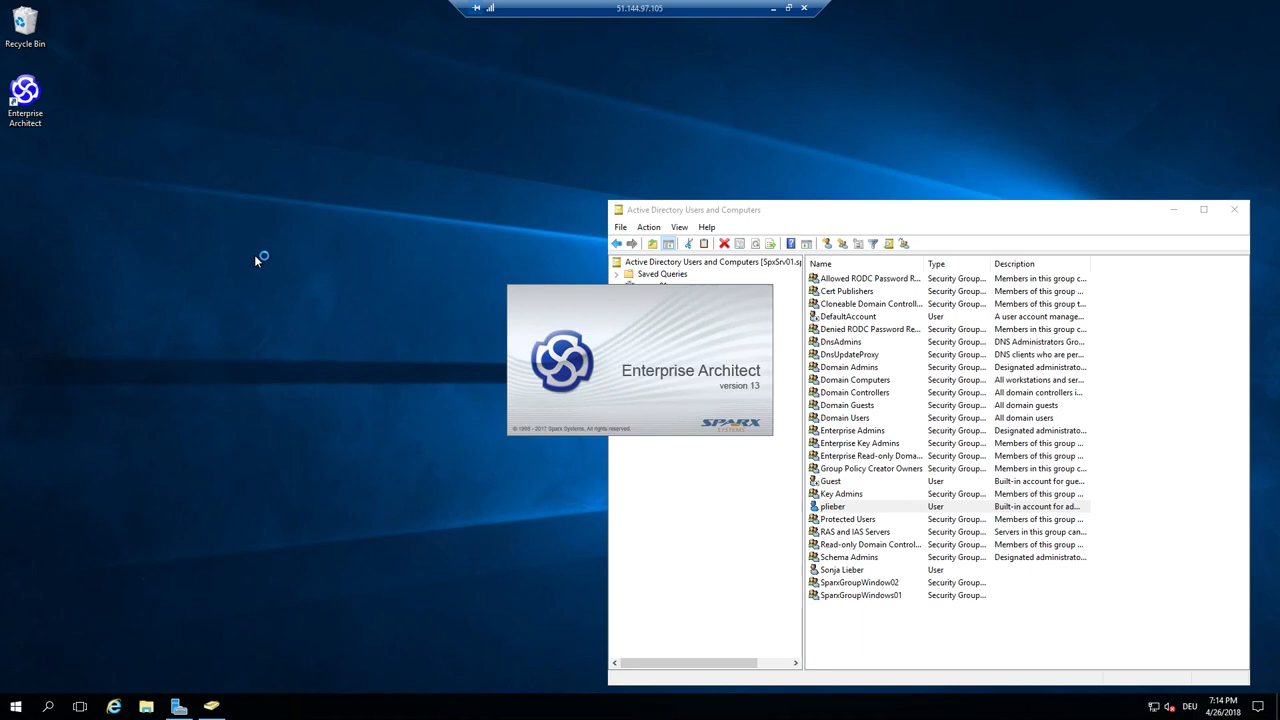 51.144.97.105
Recycle Bin
Enterprise
Architect
Active Directory Users and Computers
File Action View Help
Active Directory Users and Computers [SpxSrv01.sp
Saved Queries
Name Type Description
Allowed RODC Password R... Security Group... Members in this group c...
Cert Publishers Security Group... Members of this group ...
Cloneable Domain Controll... Security Group... Members of this group t...
DefaultAccount User A user account manage...
Denied RODC Password Re... Security Group... Members in this group c...
DnsAdmins Security Group... DNS Administrators Gro...
DnsUpdateProxy Security Group... DNS clients who are per...
Domain Admins Security Group... Designated administrato...
Domain Computers Security Group... All workstations and ser...
Domain Controllers Security Group... All domain controllers i...
Domain Guests Security Group... All domain guests
Domain Users Security Group... All domain users
Enterprise Admins Security Group... Designated administrato...
Enterprise Key Admins Security Group... Members of this group ...
Enterprise Read-only Doma... Security Group... Members of this group ...
Group Policy Creator Owners Security Group... Members in this group c...
Guest User Built-in account for gue...
Key Admins Security Group... Members of this group ...
plieber User Built-in account for ad...
Protected Users Security Group... Members of this group ...
RAS and IAS Servers Security Group... Servers in this group can...
Read-only Domain Control... Security Group... Members of this group ...
Schema Admins Security Group... Designated administrato...
Sonja Lieber User
SparxGroupWindow02 Security Group...
SparxGroupWindows01 Security Group...
Enterprise Architect
version 13
© 1998 - 2017 Sparx Systems. All rights reserved.
SPARX
SYSTEMS
DEU
7:14 PM
4/26/2018